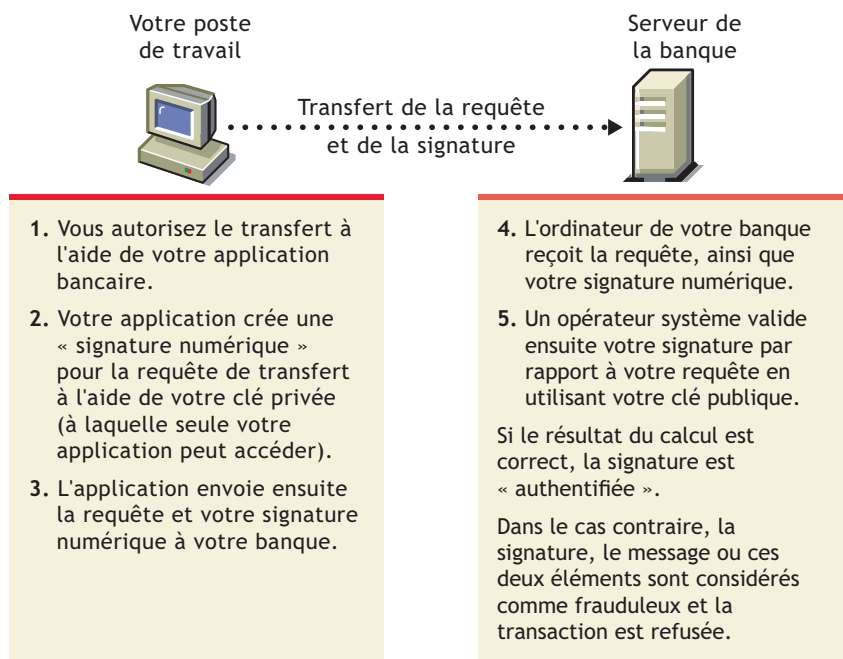 Votre poste
de travail
Serveur de
la banque
Transfert de la requête
et de la signature
1. Vous autorisez le transfert à
l'aide de votre application
bancaire.
2. Votre application crée une
« signature numérique »
pour la requête de transfert
à l'aide de votre clé privée
(à laquelle seule votre
application peut accéder).
3. L'application envoie ensuite
la requête et votre signature
numérique à votre banque.
4. L'ordinateur de votre banque
reçoit la requête, ainsi que
votre signature numérique.
5. Un opérateur système valide
ensuite votre signature par
rapport à votre requête en
utilisant votre clé publique.
Si le résultat du calcul est
correct, la signature est
« authentifiée ».
Dans le cas contraire, la
signature, le message ou ces
deux éléments sont considérés
comme frauduleux et la
transaction est refusée.